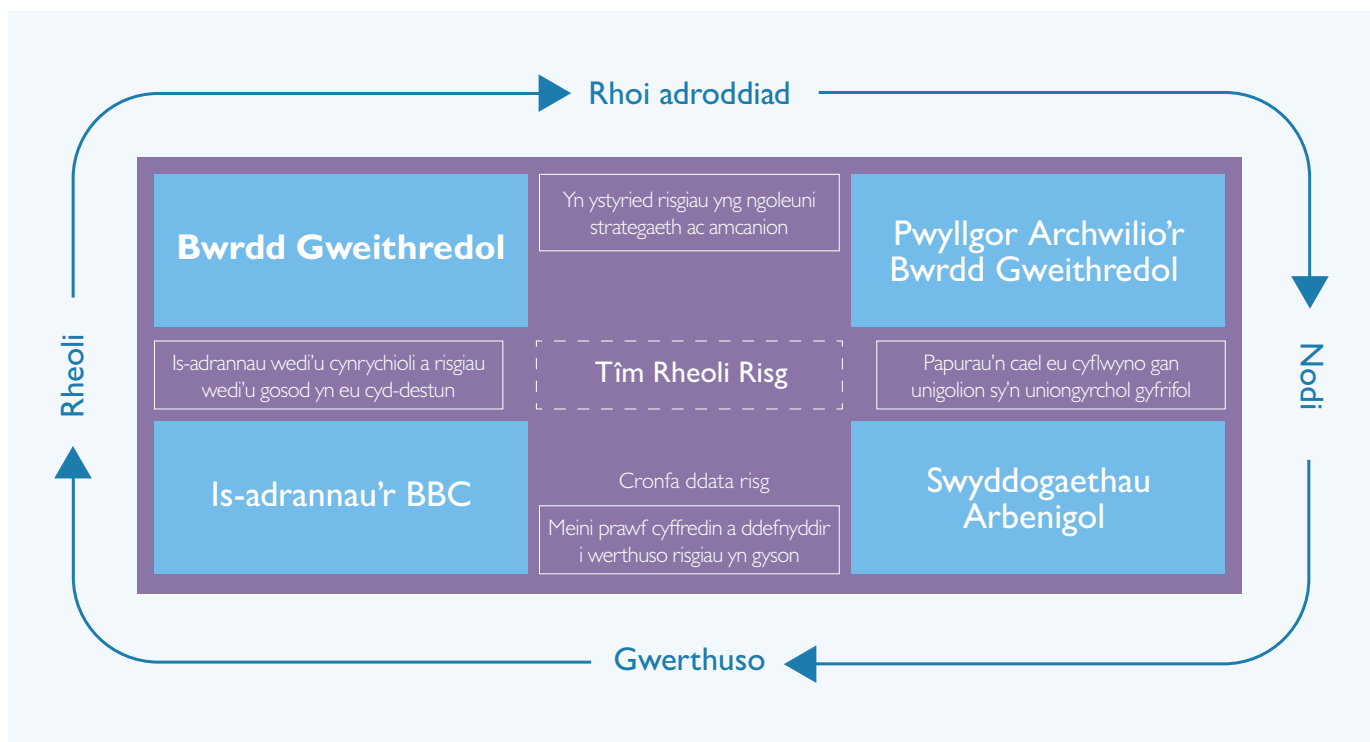 Rhoi adroddiad
Bwrdd Gweithredol
Yn ystyried risgiau yng ngoleuni
strategaeth ac amcanion
Pwyllgor Archwilio’r
Bwrdd Gweithredol
Rheoli
Is-adrannau wedi’u cynrychioli a risgiau
wedi’u gosod yn eu cyd-destun
Tîm Rheoli Risg
Papurau’n cael eu cyflwyno gan
unigolion sy’n uniongyrchol gyfrifol
Nodi
Is-adrannau’r BBC
Cronfa ddata risg
Meini prawf cyffredin a ddefnyddir
i werthuso risgiau yn gyson
Swyddogaethau
Arbenigol
Gwerthuso